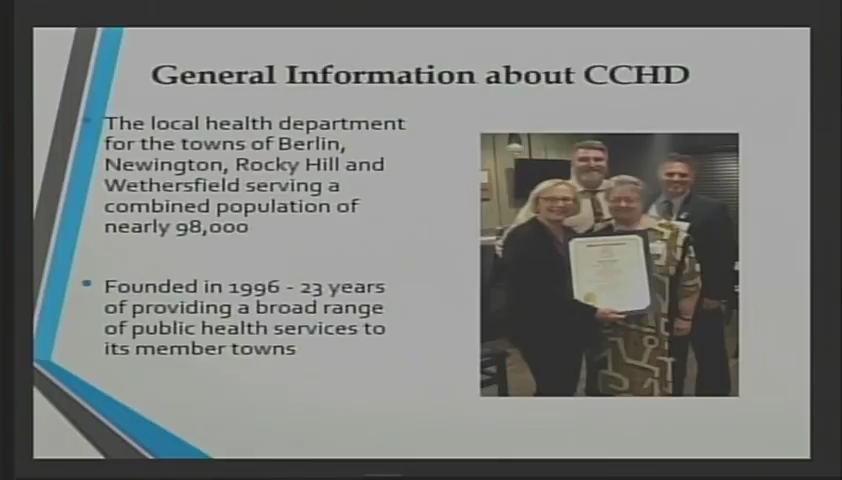 General Information about CCHD
The local health department
for the towns of Berlin,
Newington, Rocky Hill and
Wethersfield serving a
combined population of
nearly 98,000
Founded in 1996 - 23 years
of providing a broad range
of public health services to
its member towns